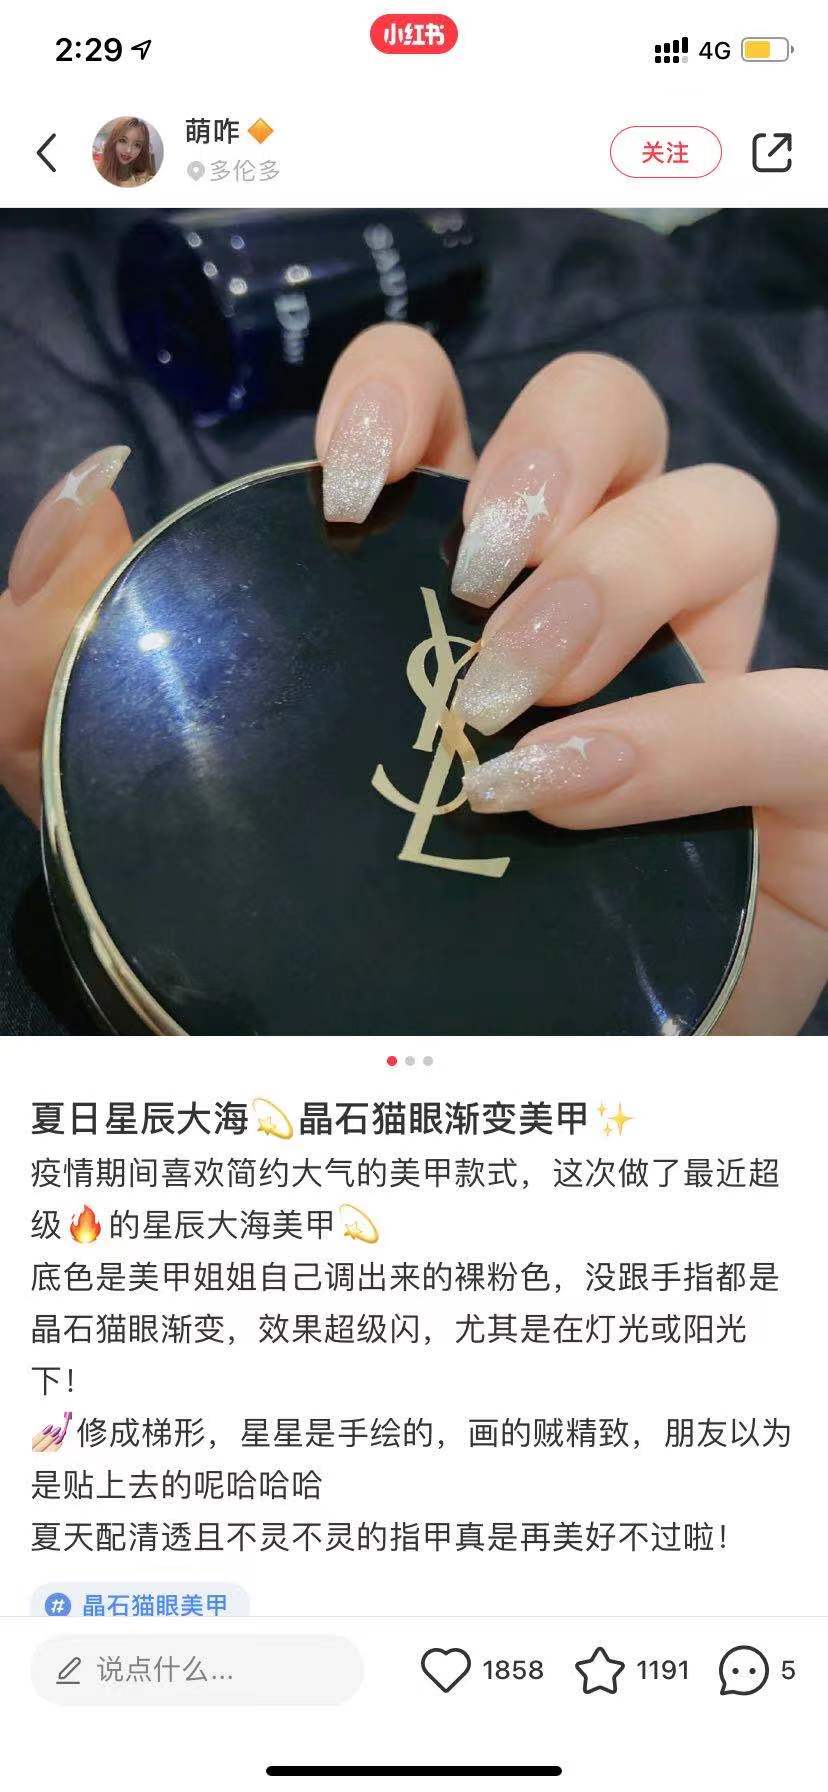 2:29
小红书
4G
萌咋
多伦多
关注
Dior
YSL
夏日星辰大海💫晶石猫眼渐变美甲✨
疫情期间喜欢简约大气的美甲款式，这次做了最近超
级🔥的星辰大海美甲💫
底色是美甲姐姐自己调出来的裸粉色，没跟手指都是
晶石猫眼渐变，效果超级闪，尤其是在灯光或阳光
下！
💅修成梯形，星星是手绘的，画的贼精致，朋友以为
是贴上去的呢哈哈哈
夏天配清透且不灵不灵的指甲真是再美好不过啦！
# 晶石猫眼美甲
说点什么...
1858
1191
5